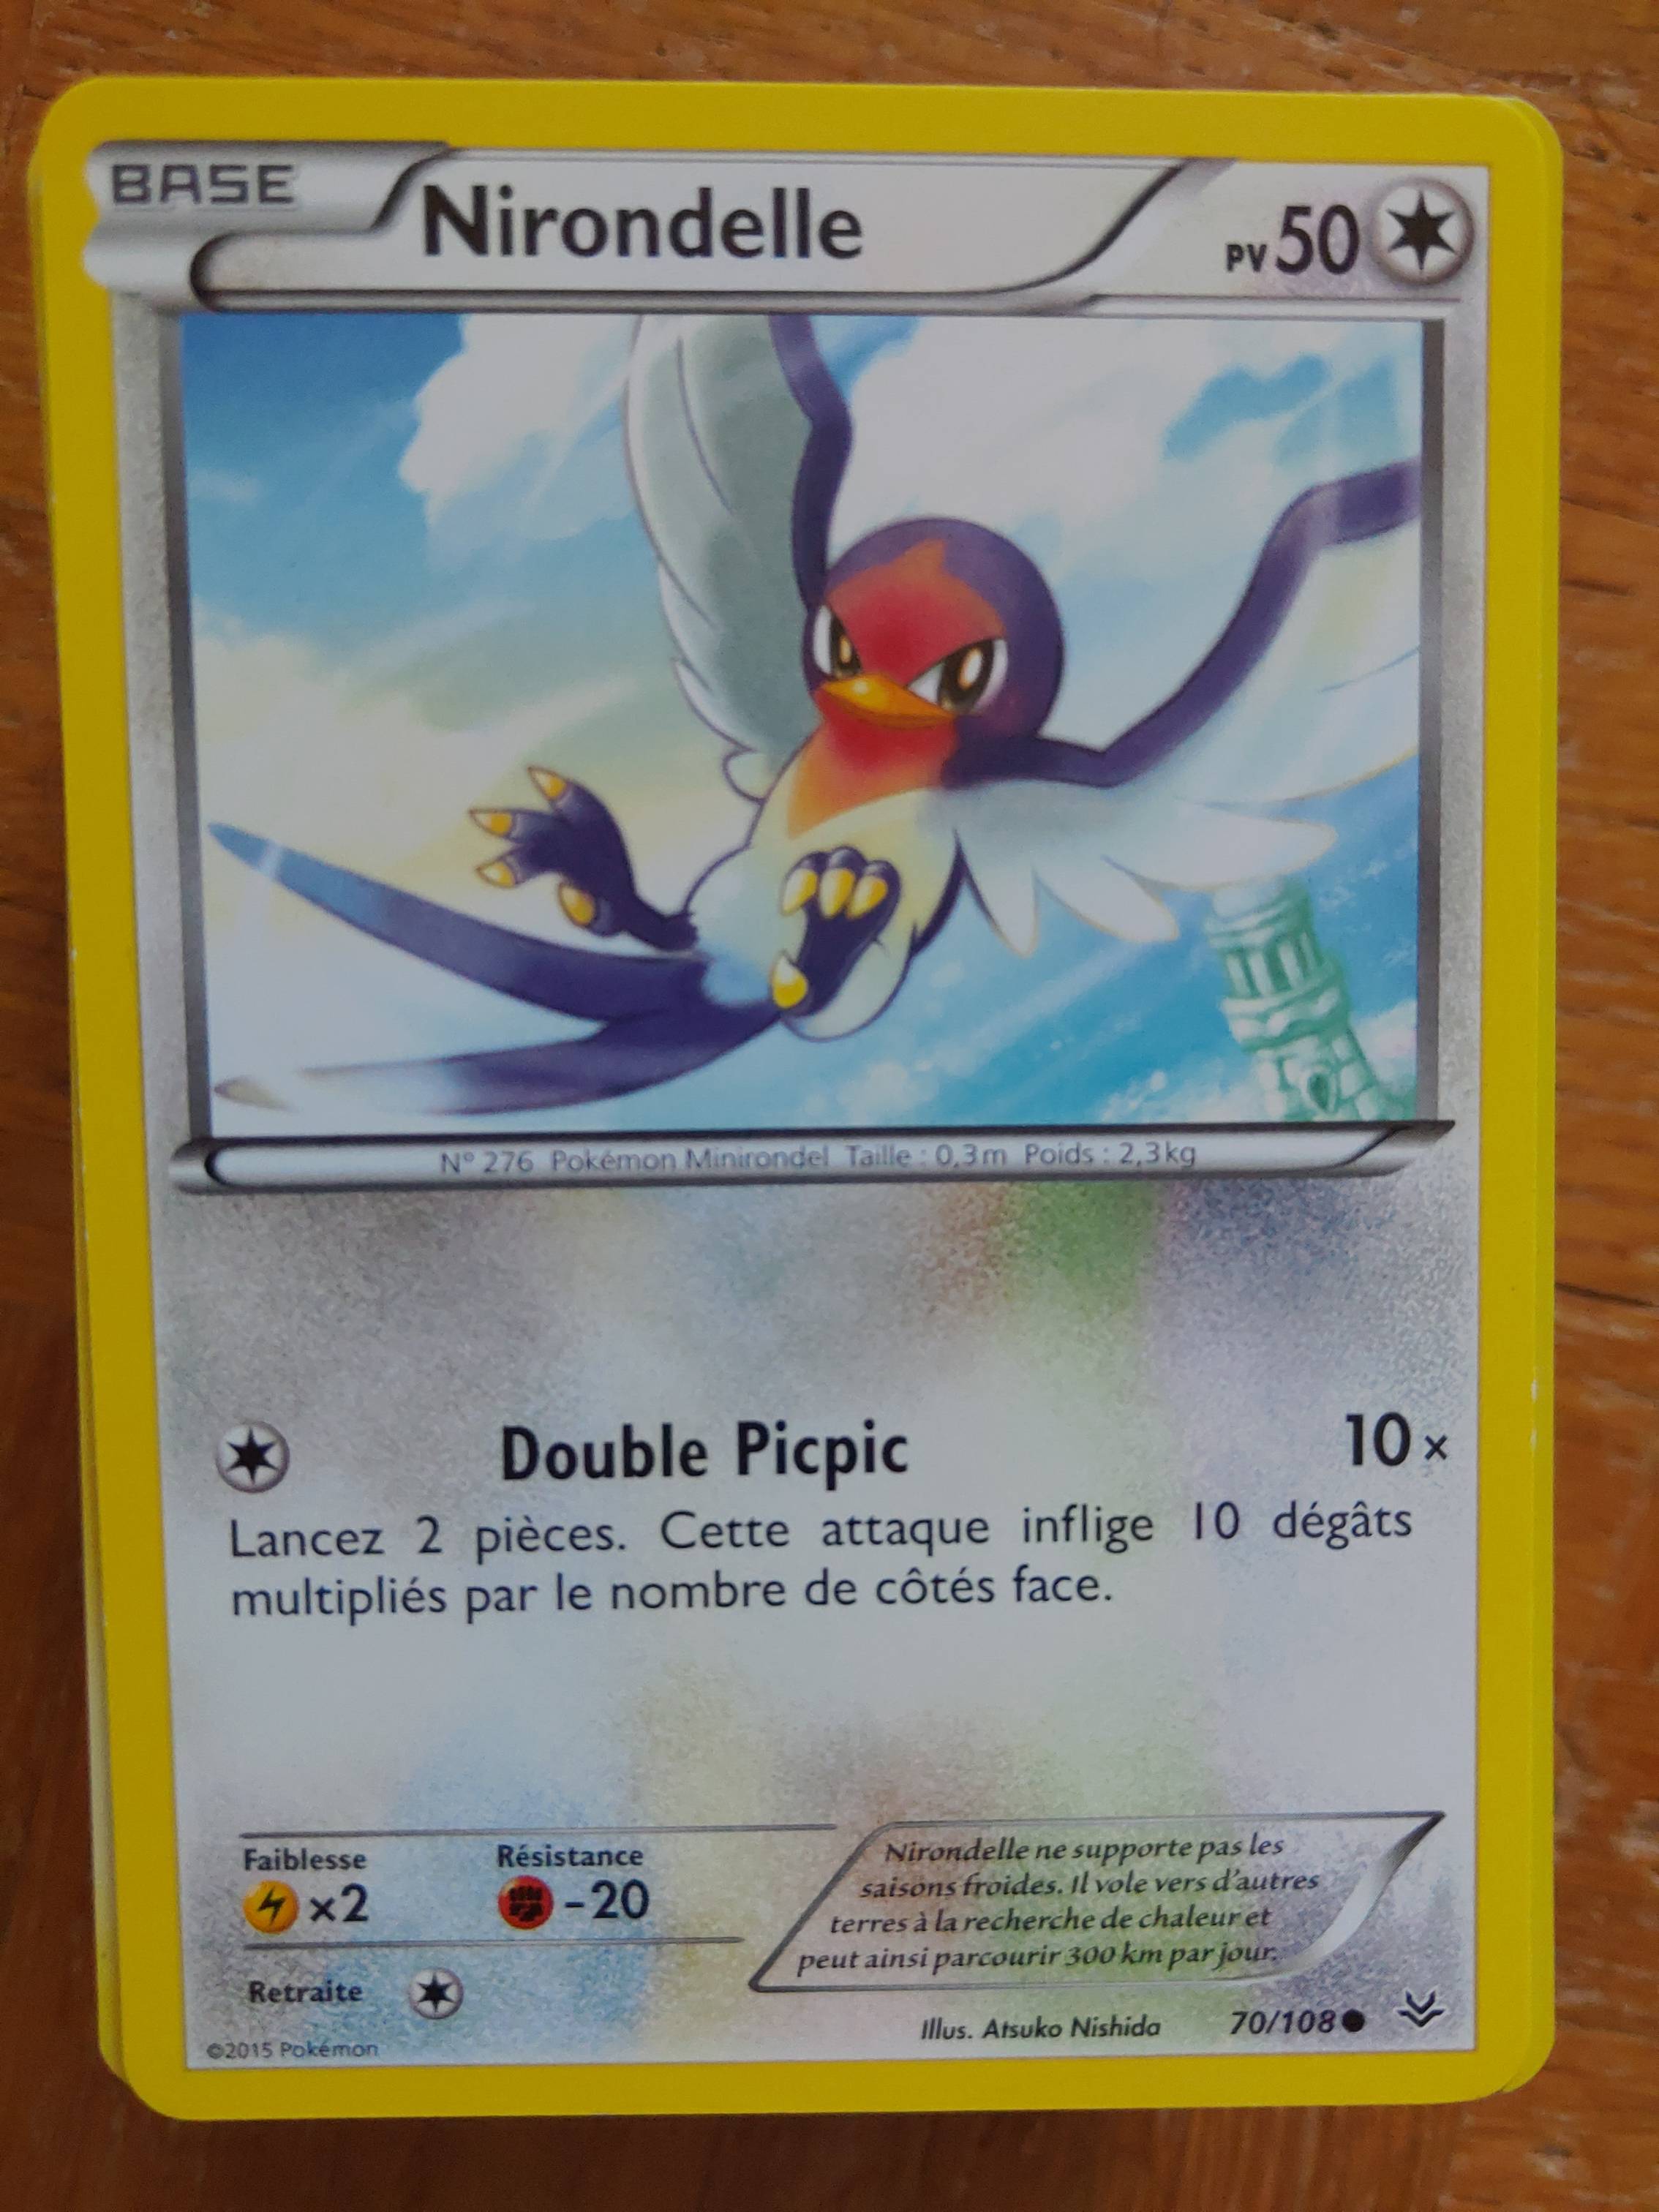 BASE
Nirondelle
PV 50
N° 276 Pokémon Minirondel Taille : 0,3m Poids : 2,3kg
Double Picpic 10 x
Lancez 2 pièces. Cette attaque inflige 10 dégâts
multipliés par le nombre de côtés face.
Faiblesse Résistance
x2 -20
Retraite
Nirondelle ne supporte pas les
saisons froides. Il vole vers d'autres
terres à la recherche de chaleur et
peut ainsi parcourir 300 km par jour.
Illus. Atsuko Nishida 70/108
©2015 Pokémon